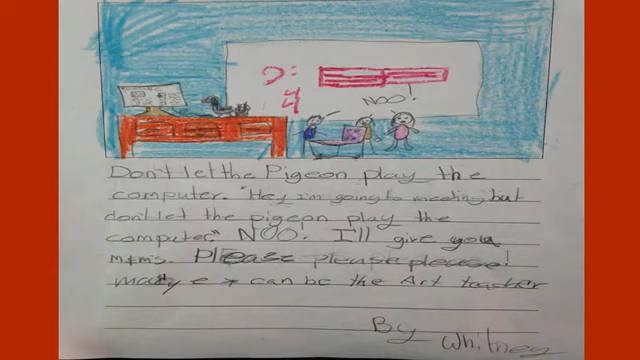 NOO!
Don't let the Pigeon play the
computer. "Hey I'm going to meeting but
don't let the pigeon play the
computer." NOO! I'll give you
m&m's. Please please please!
can be the Art teacher
By Whitney